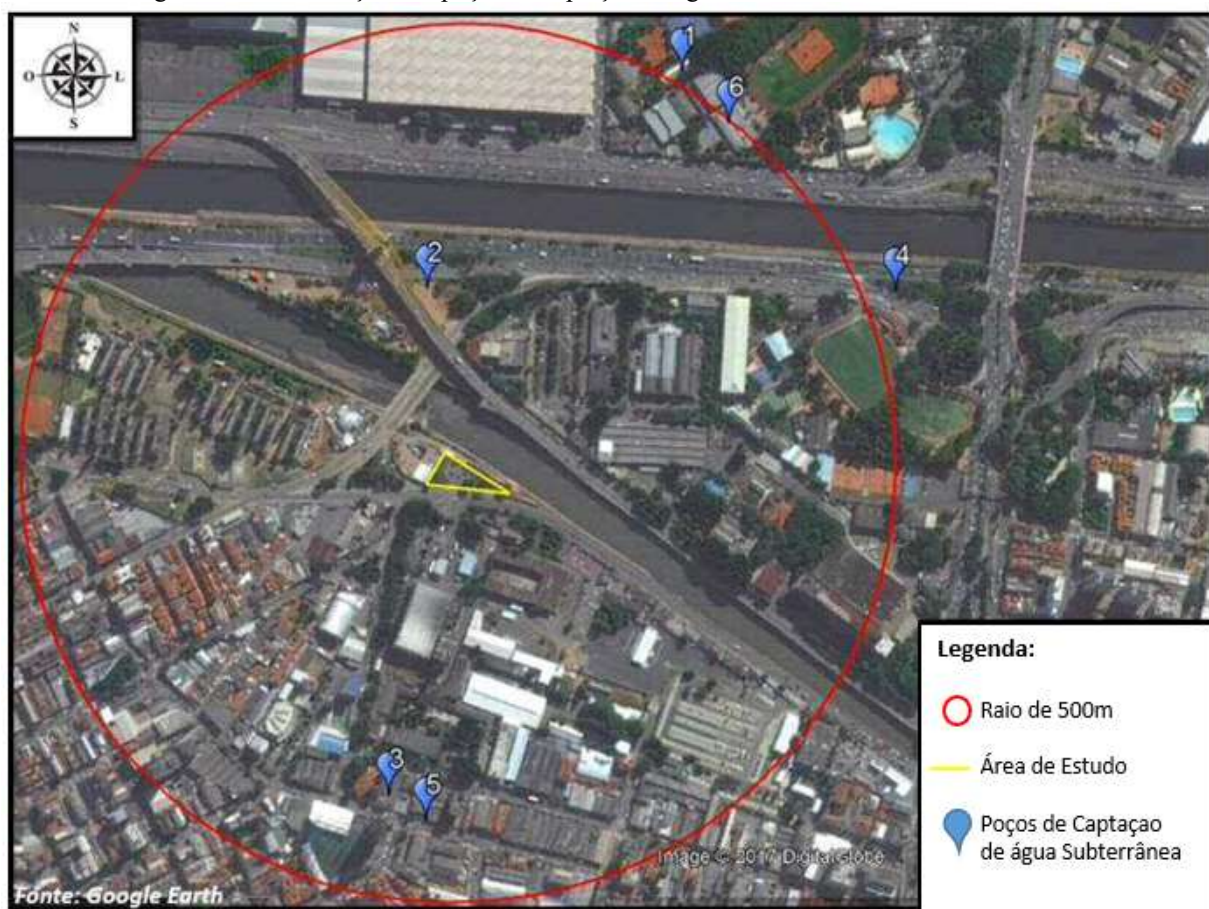 N
O L
S
1
6
2
4
3
5
Legenda:
Raio de 500m
Área de Estudo
Poços de Captaçao
de água Subterrânea
Image © 2017 DigitalGlobe
Fonte: Google Earth